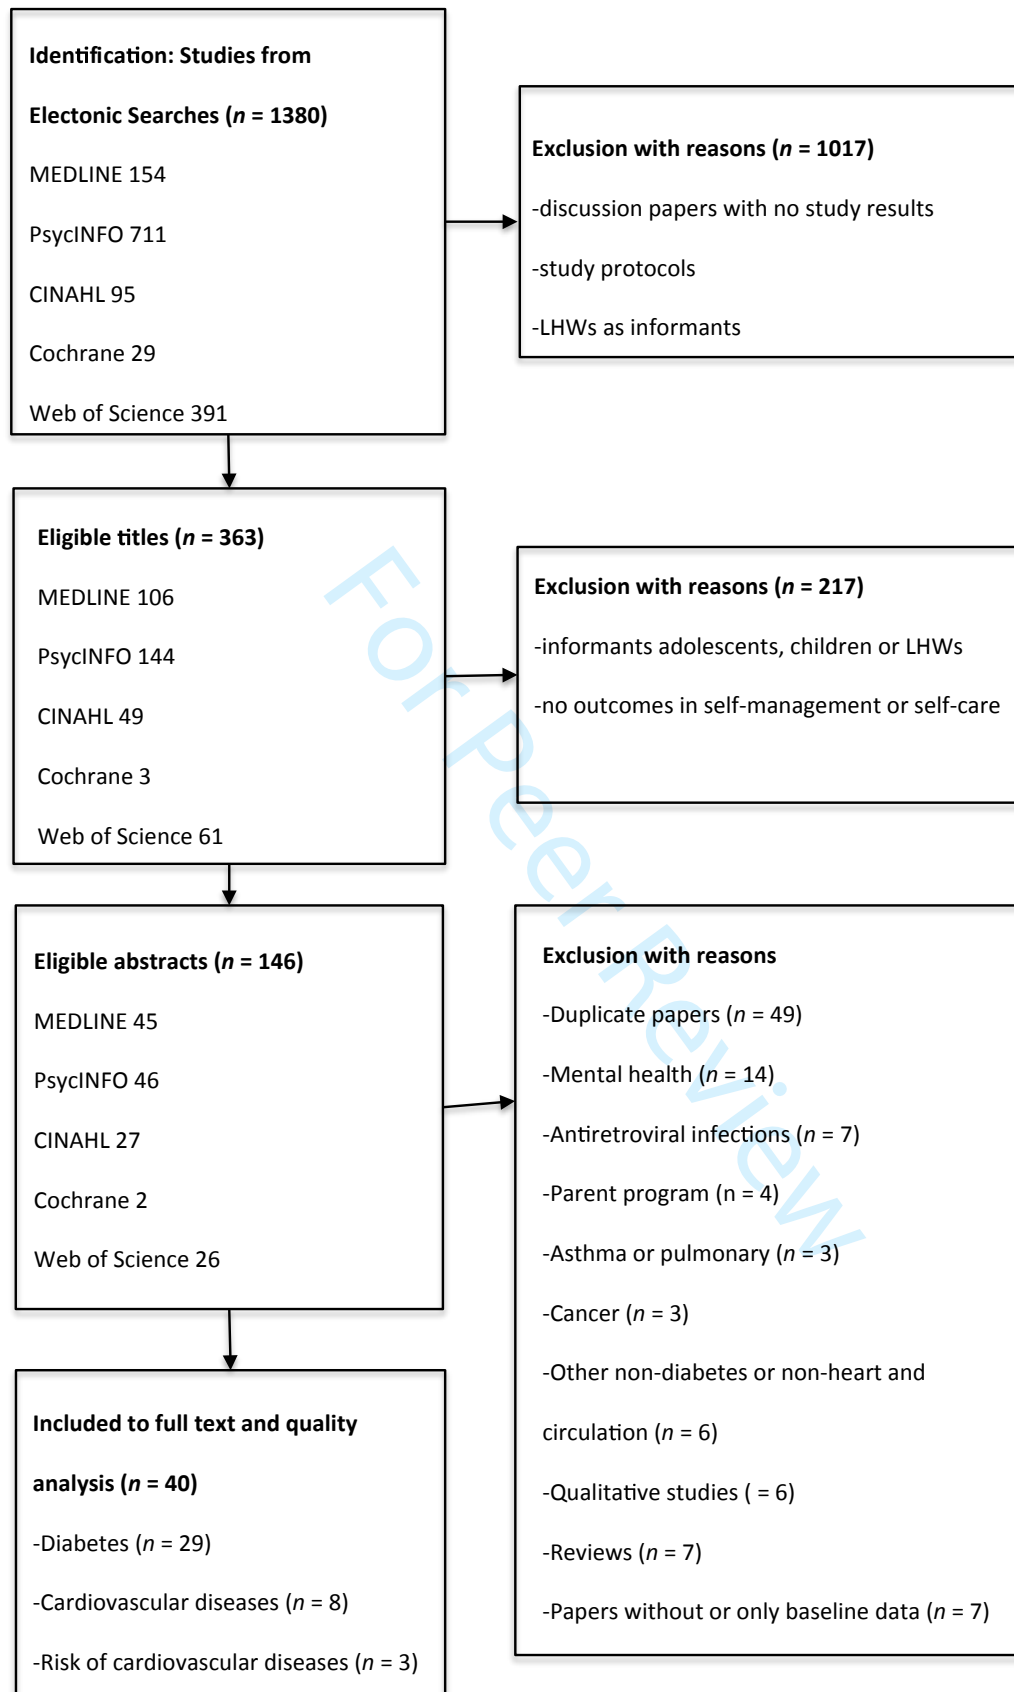 Identification: Studies from
Electonic Searches (n = 1380)
MEDLINE 154
PsycINFO 711
CINAHL 95
Cochrane 29
Web of Science 391
Exclusion with reasons (n = 1017)
-discussion papers with no study results
-study protocols
-LHWs as informants
Eligible titles (n = 363)
MEDLINE 106
PsycINFO 144
CINAHL 49
Cochrane 3
Web of Science 61
Exclusion with reasons (n = 217)
-informants adolescents, children or LHWs
-no outcomes in self-management or self-care
Eligible abstracts (n = 146)
MEDLINE 45
PsycINFO 46
CINAHL 27
Cochrane 2
Web of Science 26
Exclusion with reasons
-Duplicate papers (n = 49)
-Mental health (n = 14)
-Antiretroviral infections (n = 7)
-Parent program (n = 4)
-Asthma or pulmonary (n = 3)
-Cancer (n = 3)
-Other non-diabetes or non-heart and
circulation (n = 6)
-Qualitative studies ( = 6)
-Reviews (n = 7)
-Papers without or only baseline data (n = 7)
Included to full text and quality
analysis (n = 40)
-Diabetes (n = 29)
-Cardiovascular diseases (n = 8)
-Risk of cardiovascular diseases (n = 3)
For Peer Review